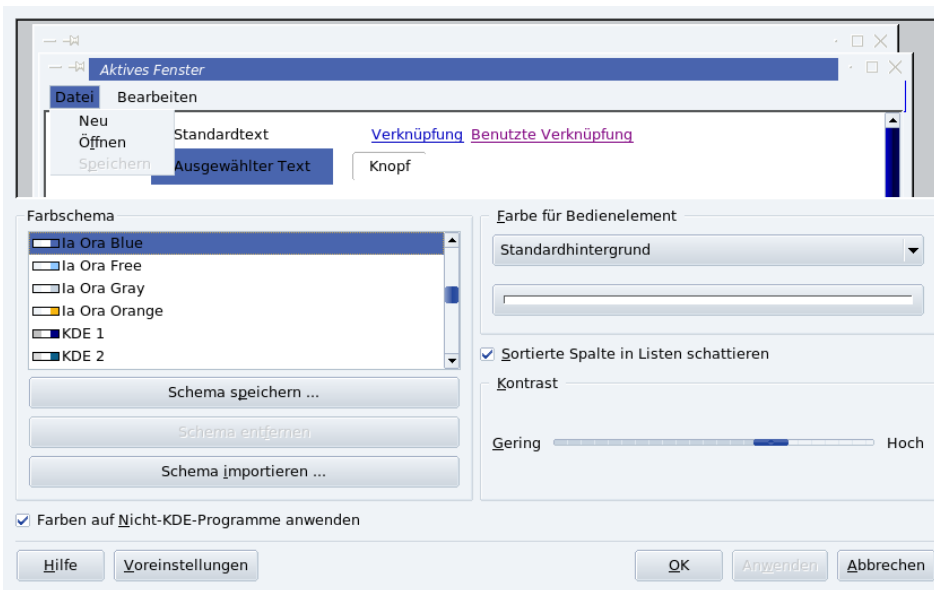 Aktives Fenster
Datei Bearbeiten
Neu
Öffnen
Speichern
Standardtext Verknüpfung Benutzte Verknüpfung
Ausgewählter Text Knopf
Farbschema
Ia Ora Blue
Ia Ora Free
Ia Ora Gray
Ia Ora Orange
KDE 1
KDE 2
Schema speichern ...
Schema entfernen
Schema importieren ...
Farbe für Bedienelement
Standardhintergrund
Sortierte Spalte in Listen schattieren
Kontrast
Gering Hoch
Farben auf Nicht-KDE-Programme anwenden
Hilfe Voreinstellungen OK Anwenden Abbrechen